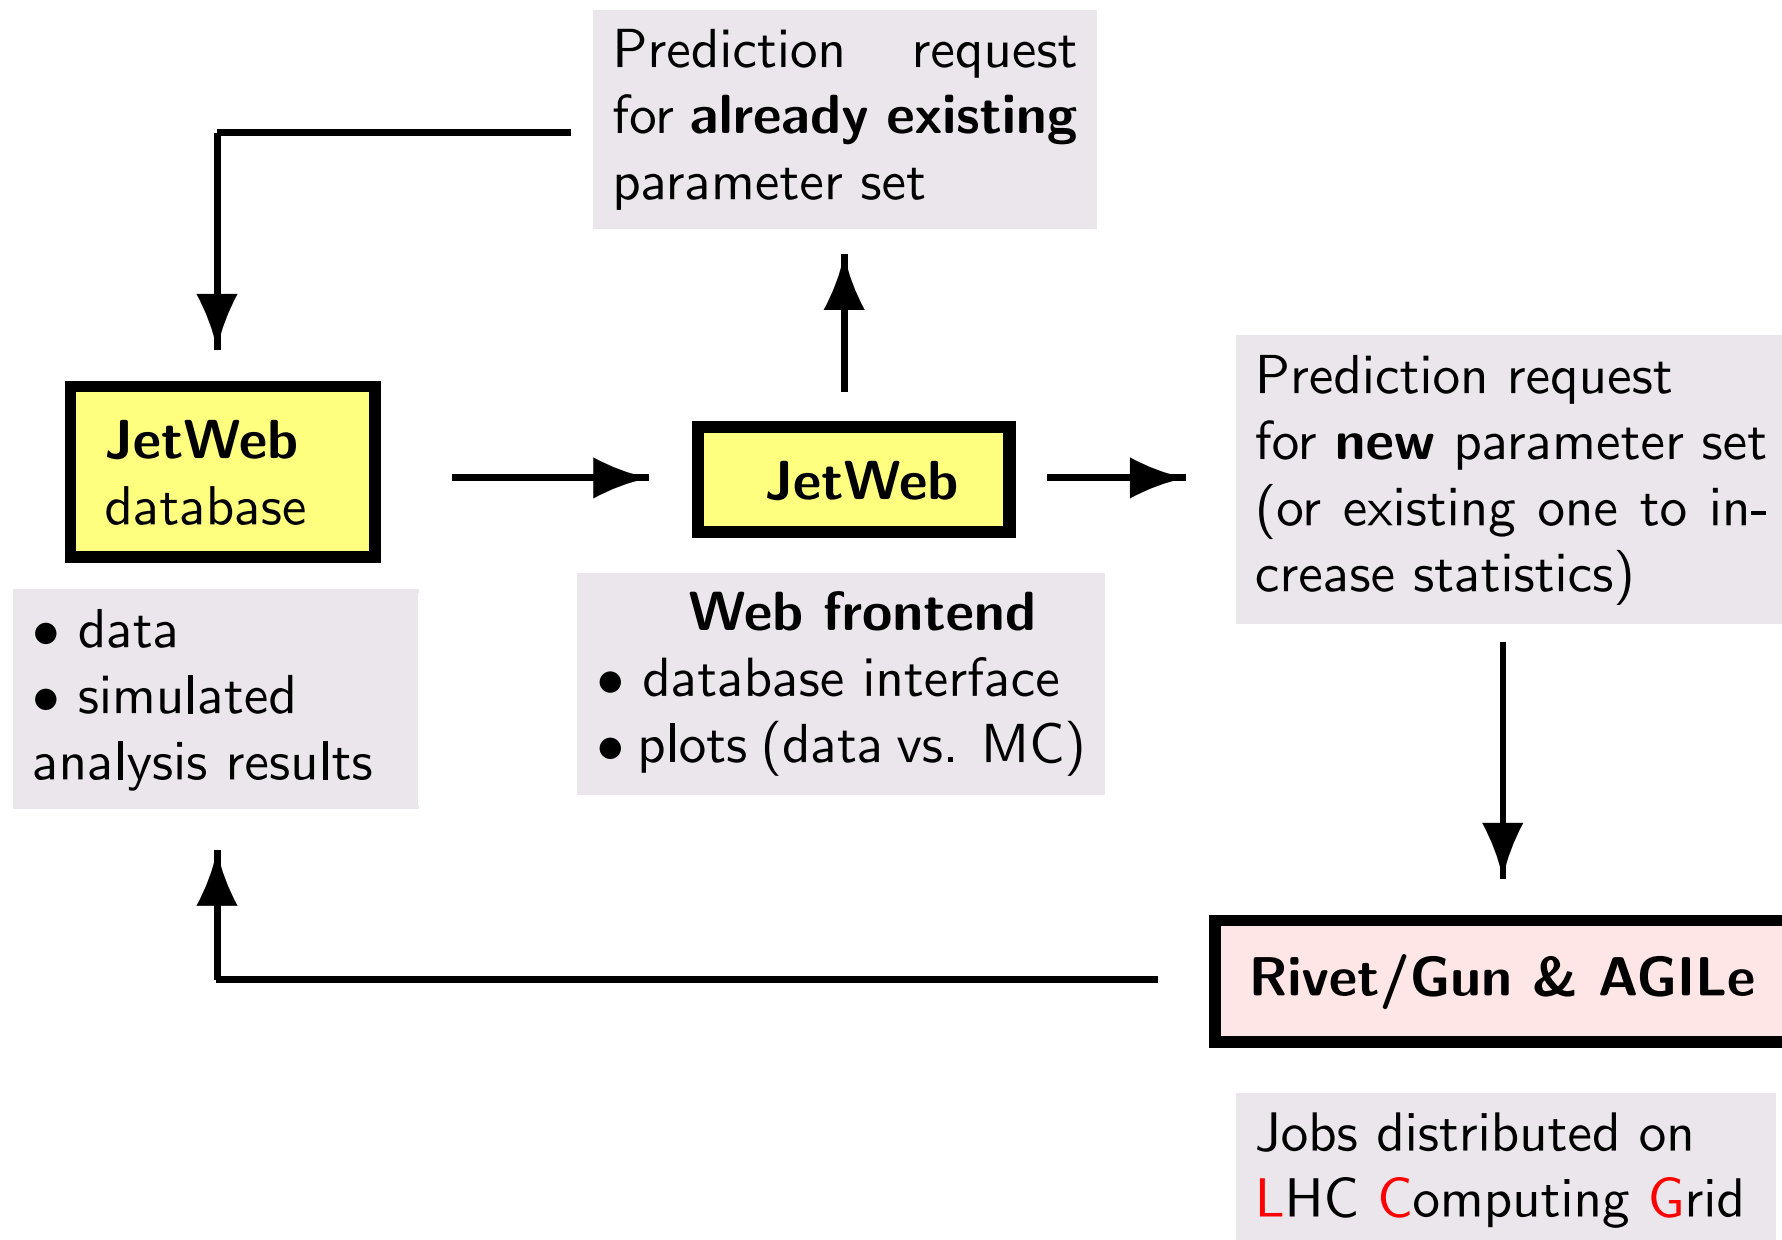 Prediction request
for already existing
parameter set
JetWeb
database
• data
• simulated
analysis results
JetWeb
Web frontend
• database interface
• plots (data vs. MC)
Prediction request
for new parameter set
(or existing one to in-
crease statistics)
Rivet/Gun & AGILe
Jobs distributed on
LHC Computing Grid